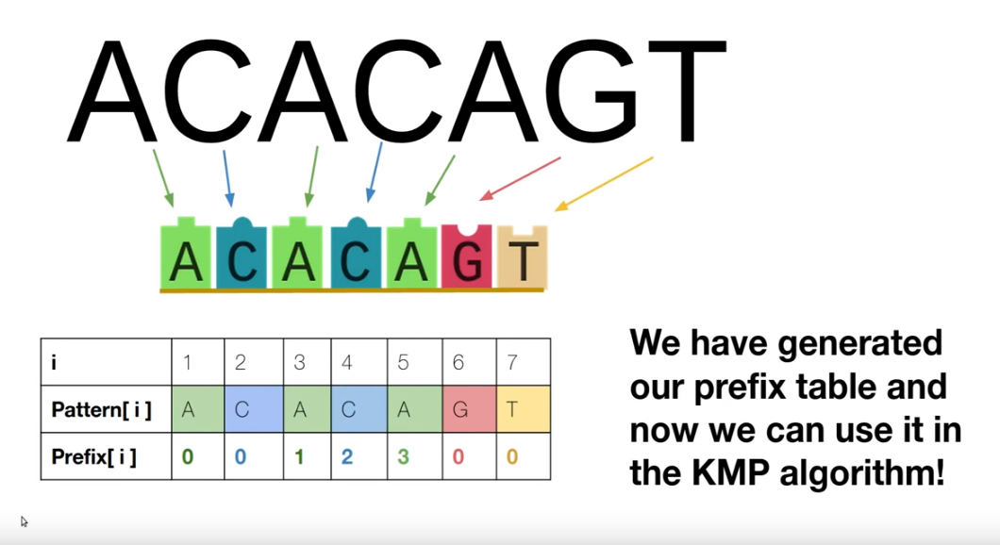 ACACAGT
A C A C A G T
i 1 2 3 4 5 6 7
Pattern[ i ] A C A C A G T
Prefix[ i ] 0 0 1 2 3 0 0
We have generated
our prefix table and
now we can use it in
the KMP algorithm!